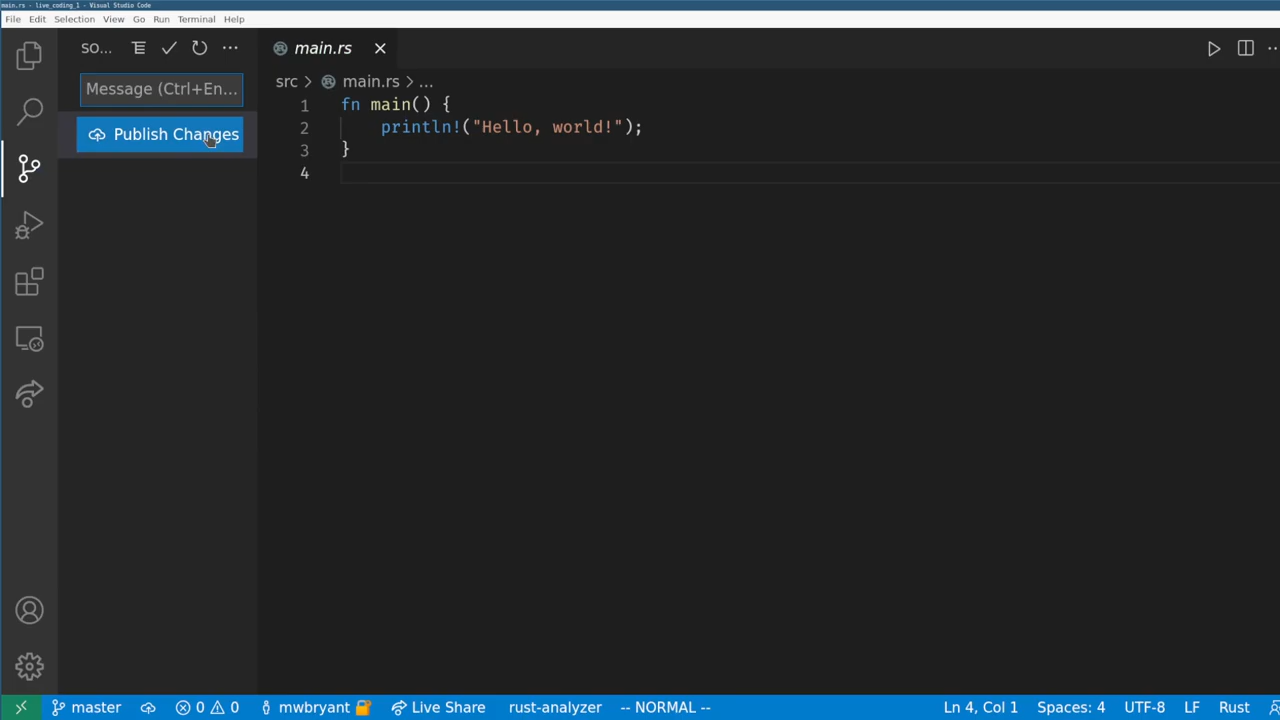 main.rs - live_coding_1 - Visual Studio Code
File Edit Selection View Go Run Terminal Help
SO...
main.rs
src > main.rs > ...
Message (Ctrl+En...
Publish Changes
1 fn main() {
2 println!("Hello, world!");
3 }
4
master 0 0 mwbryant Live Share rust-analyzer -- NORMAL -- Ln 4, Col 1 Spaces: 4 UTF-8 LF Rust